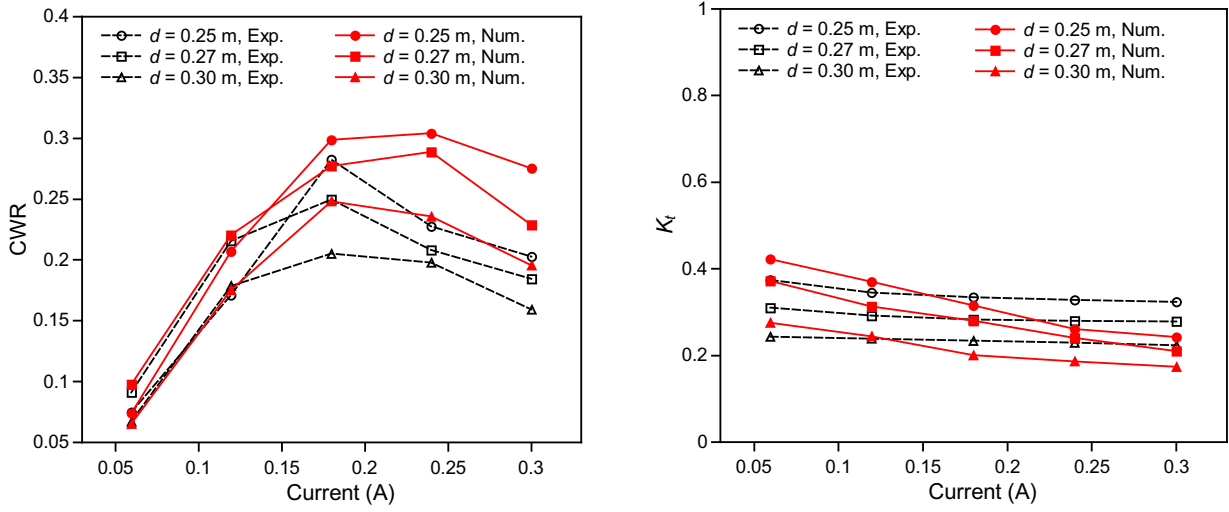 0.4
0.35
0.3
0.25
0.2
0.15
0.1
0.05
CWR
d = 0.25 m, Exp.
d = 0.27 m, Exp.
d = 0.30 m, Exp.
d = 0.25 m, Num.
d = 0.27 m, Num.
d = 0.30 m, Num.
0.05 0.1 0.15 0.2 0.25 0.3
Current (A)
1
0.8
0.6
0.4
0.2
0
Kt
d = 0.25 m, Exp.
d = 0.27 m, Exp.
d = 0.30 m, Exp.
d = 0.25 m, Num.
d = 0.27 m, Num.
d = 0.30 m, Num.
0.05 0.1 0.15 0.2 0.25 0.3
Current (A)